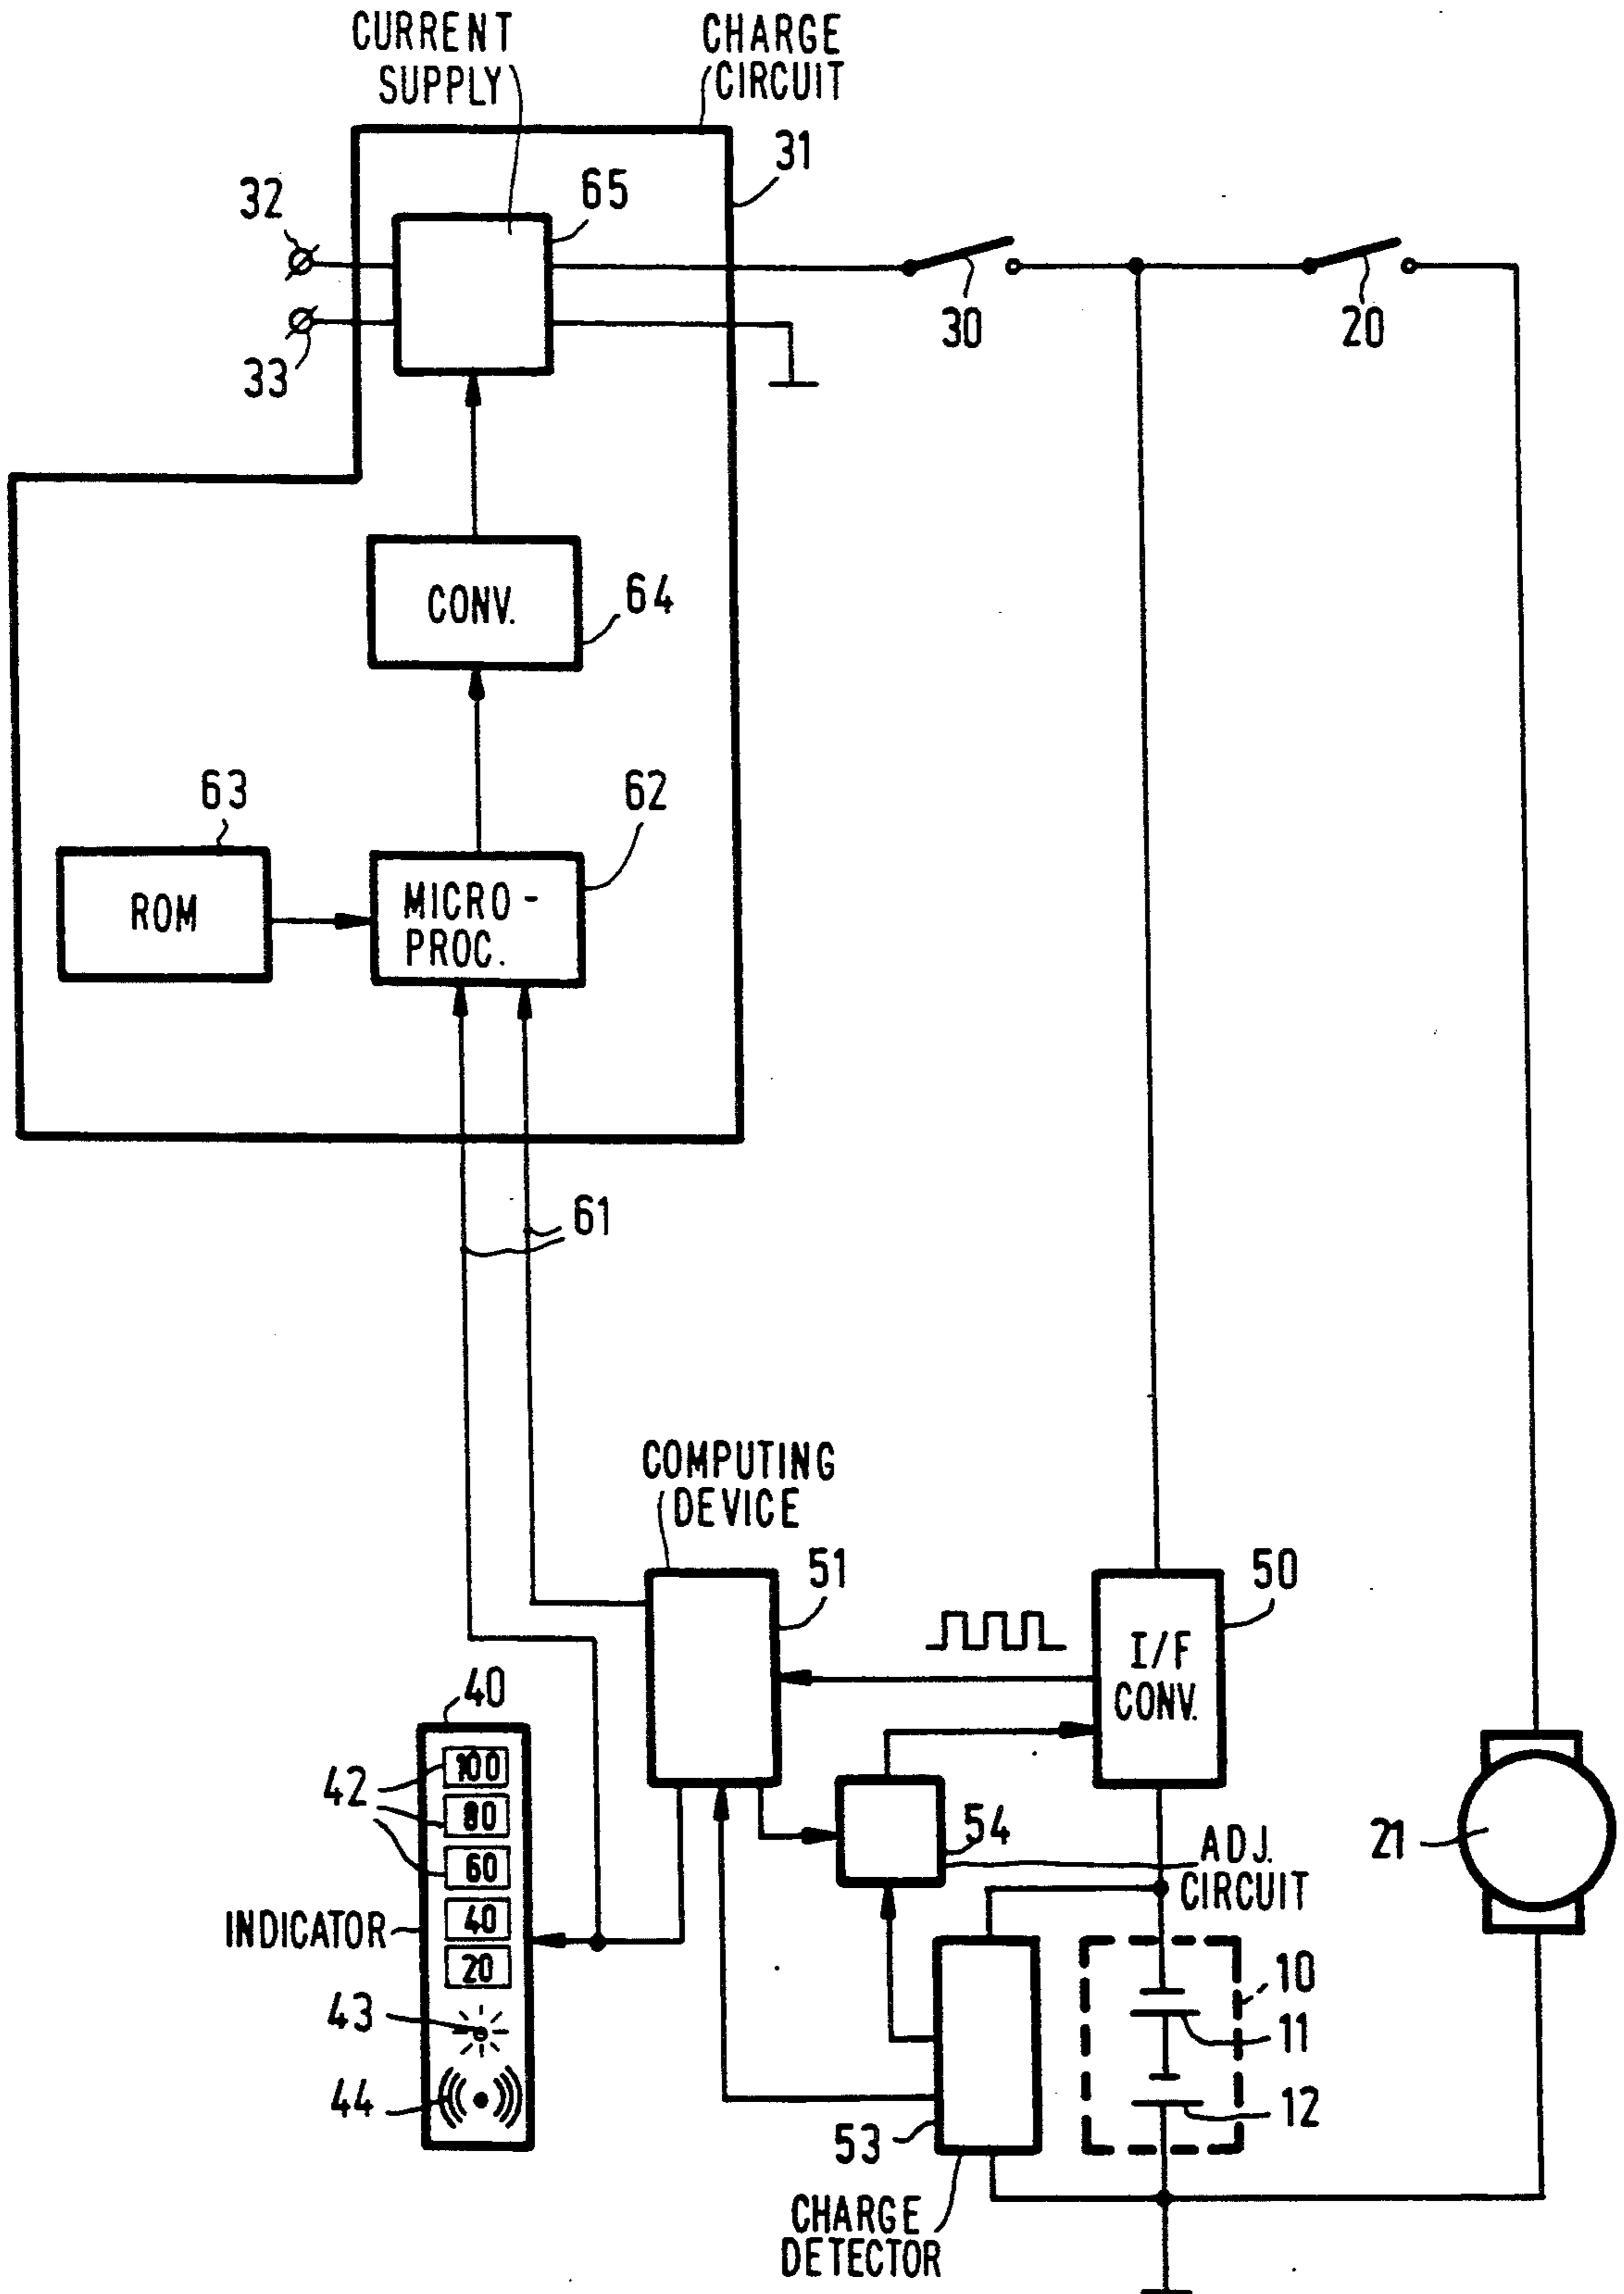 CURRENT
SUPPLY
CHARGE
CIRCUIT
31
32
65
33
30
20
CONV.
64
63
62
ROM
MICRO-
PROC.
61
COMPUTING
DEVICE
51
50
I/F
CONV.
40
42
100
80
60
40
20
INDICATOR
54
ADJ.
CIRCUIT
21
10
11
12
43
44
53
CHARGE
DETECTOR